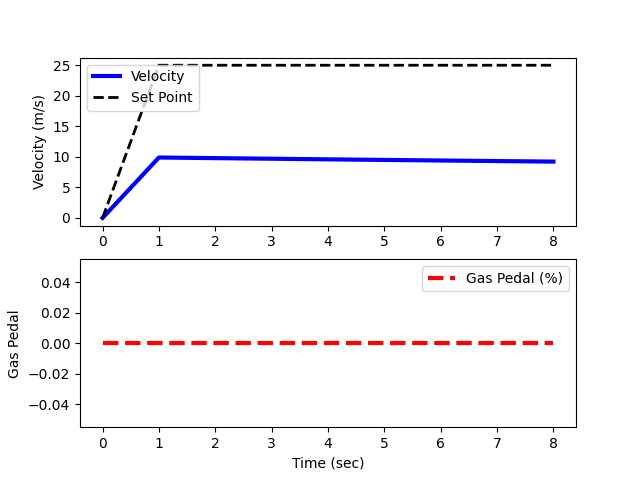 Velocity (m/s)
25
20
15
10
5
0
Velocity
Set Point
0 1 2 3 4 5 6 7 8
Gas Pedal
0.04
0.02
0.00
−0.02
−0.04
Gas Pedal (%)
0 1 2 3 4 5 6 7 8
Time (sec)